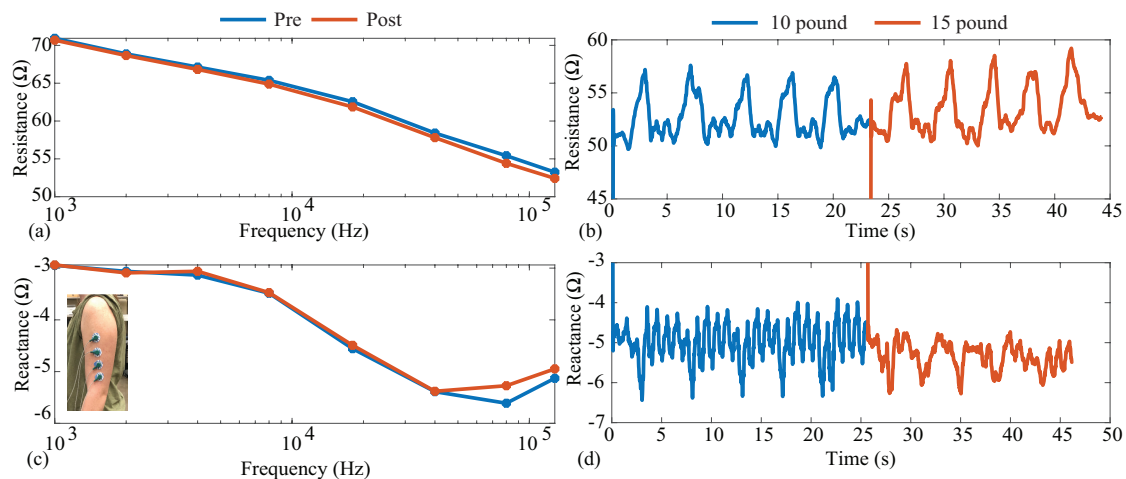 Pre Post
10 pound 15 pound
Resistance (Ω)
70
65
60
55
50
10^3 10^4 10^5
(a) Frequency (Hz)
Resistance (Ω)
60
55
50
45
0 5 10 15 20 25 30 35 40 45
(b) Time (s)
Reactance (Ω)
-3
-4
-5
-6
10^3 10^4 10^5
(c) Frequency (Hz)
Reactance (Ω)
-3
-4
-5
-6
-7
0 5 10 15 20 25 30 35 40 45 50
(d) Time (s)